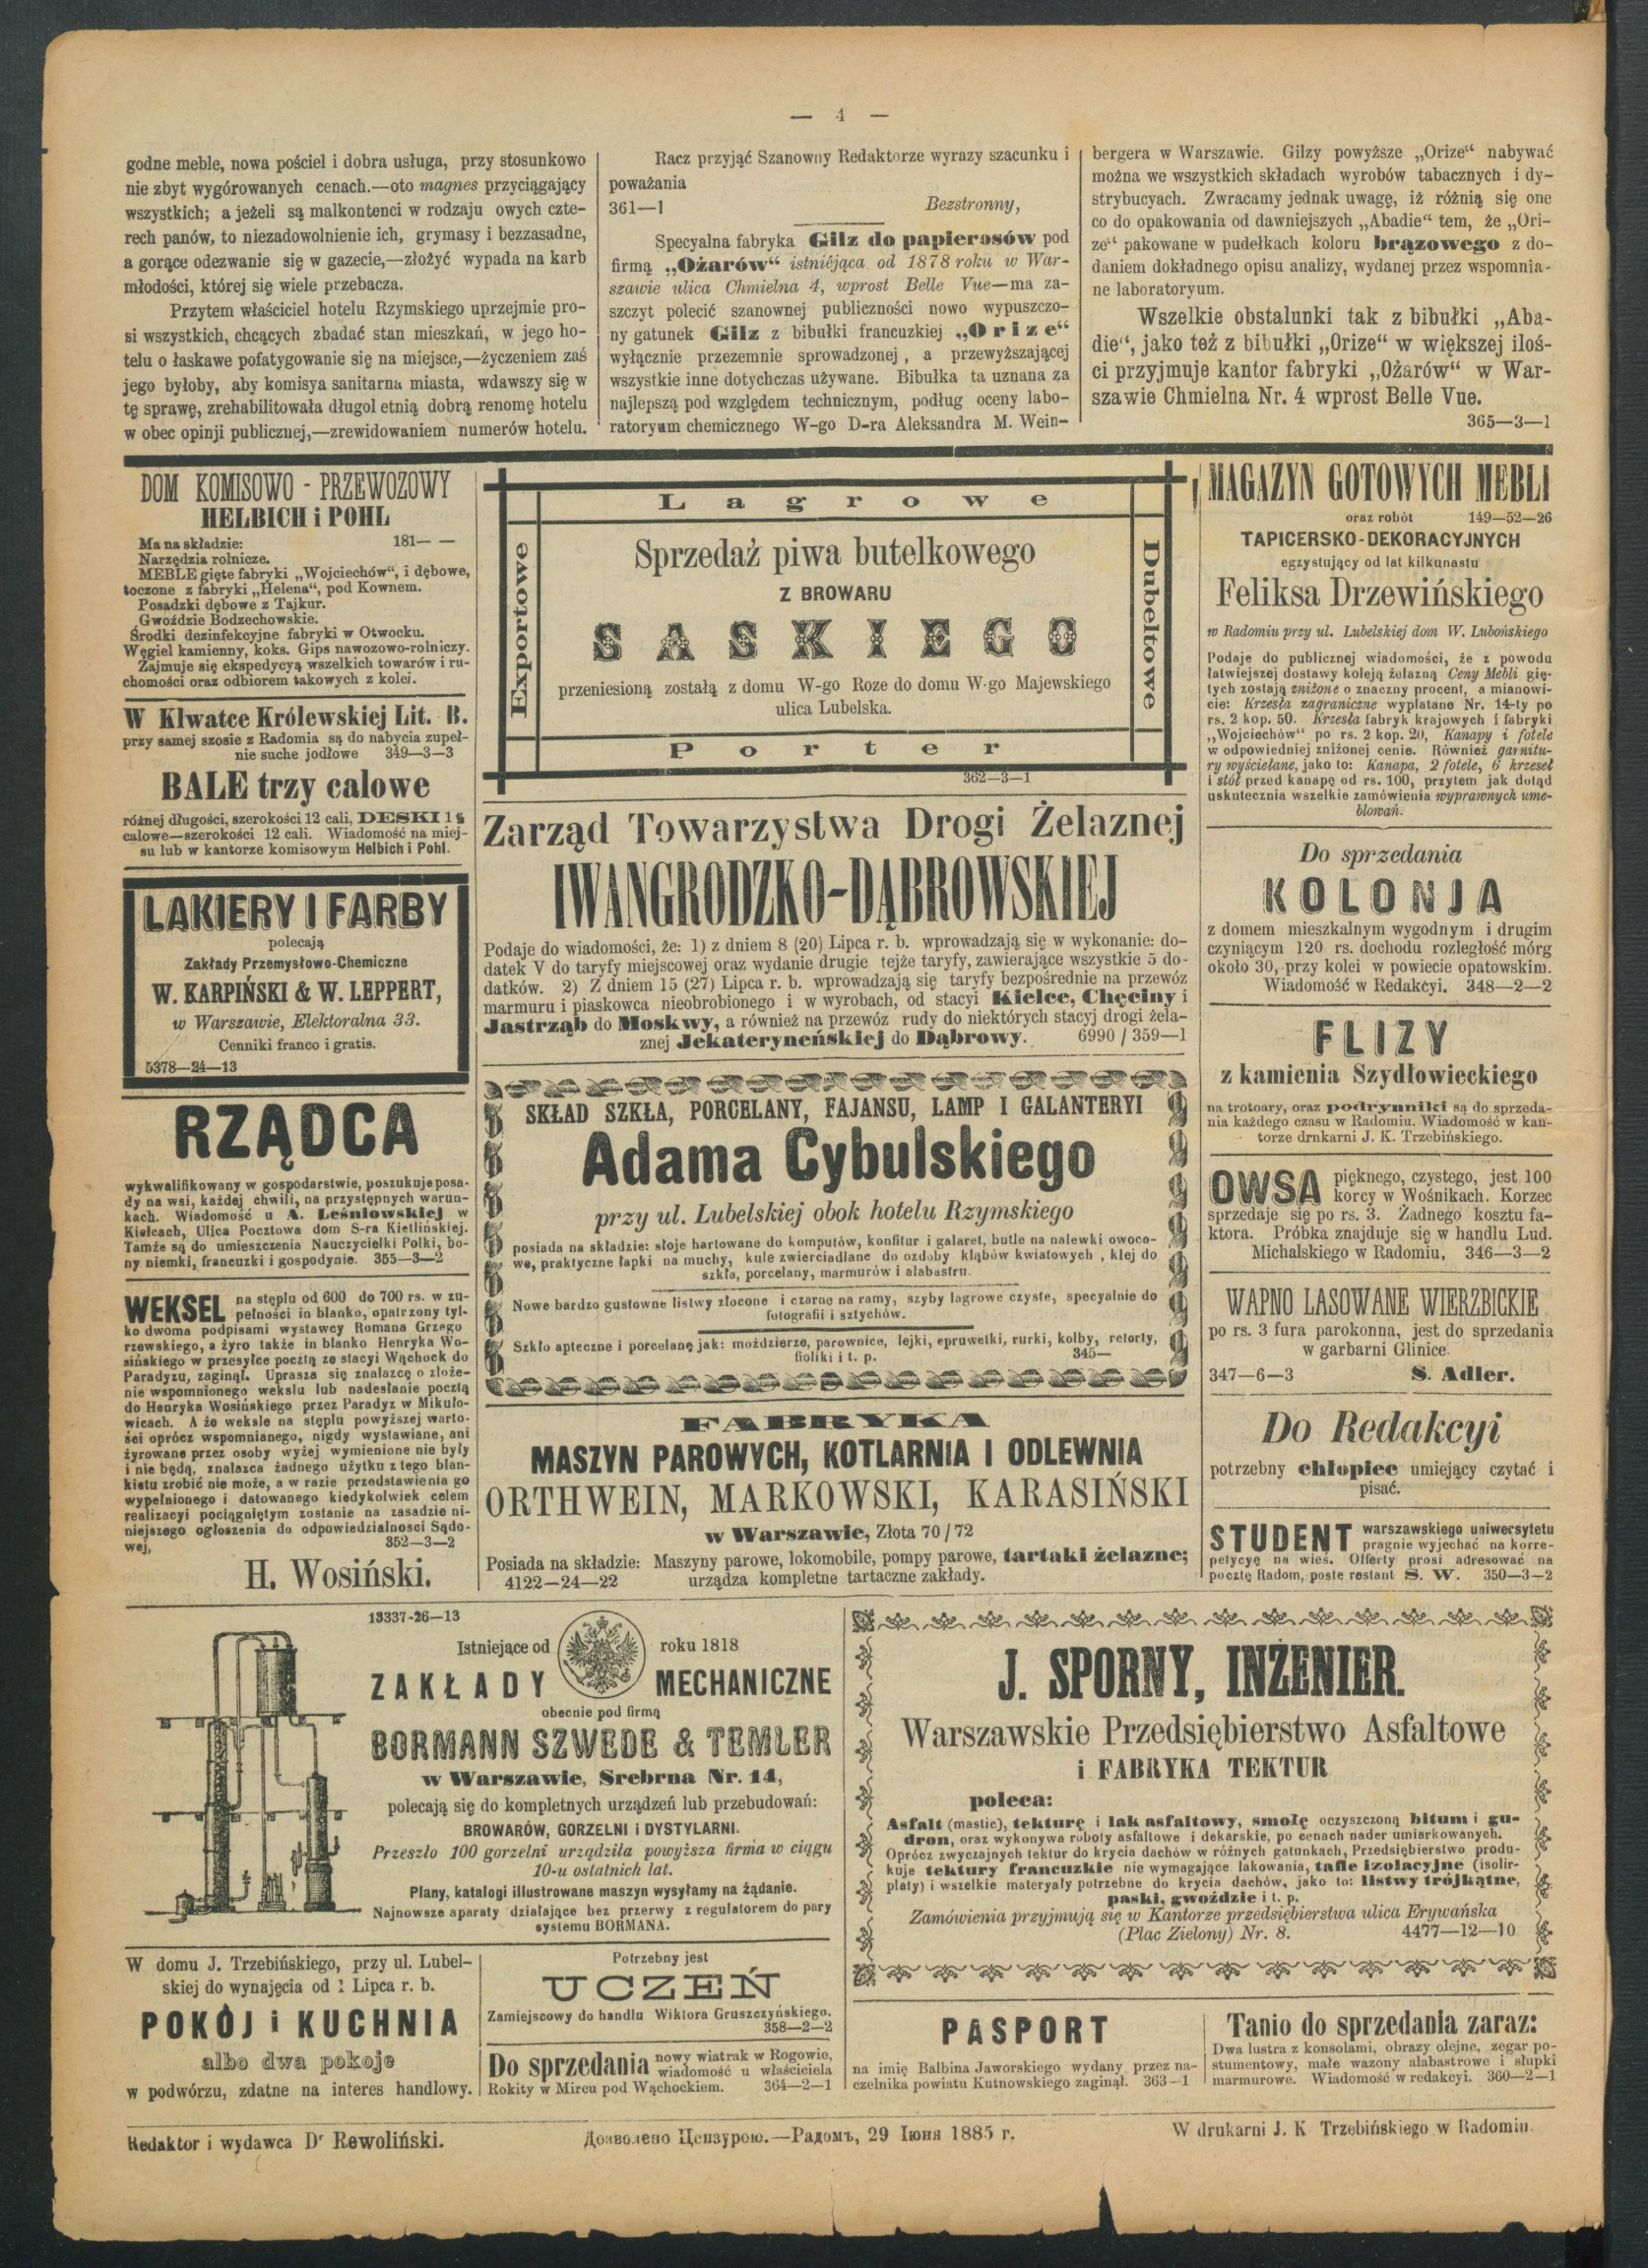 — 4 —
godne meble, nowa pościel i dobra usługa, przy stosunkowo
nie zbyt wygórowanych cenach.—oto magnes przyciągający
wszystkich; a jeżeli są malkontenci w rodzaju owych czte-
rech panów, to niezadowolnienie ich, grymasy i bezzasadne,
a gorące odezwanie się w gazecie,—złożyć wypada na karb
młodości, której się wiele przebacza.
Przytem właściciel hotelu Rzymskiego uprzejmie pro-
si wszystkich, chcących zbadać stan mieszkań, w jego ho-
telu o łaskawe pofatygowanie się na miejsce,—życzeniem zaś
jego byłoby, aby komisya sanitarna miasta, wdawszy się w
tę sprawę, zrehabilitowała długol etnią dobrą renomę hotelu
w obec opinji publicznej,—zrewidowaniem numerów hotelu.
Racz przyjąć Szanowny Redaktorze wyrazy szacunku i
poważania
361—1 Bezstronny,
Specyalna fabryka Gilz do papierosów pod
firmą „Ożarów“ istniéjąca od 1878 roku w War-
szawie ulica Chmielna 4, wprost Belle Vue—ma za-
szczyt polecić szanownej publiczności nowo wypuszczo-
ny gatunek Gilz z bibułki francuzkiej „Orize“
wyłącznie przezemnie sprowadzonej, a przewyższającej
wszystkie inne dotychczas używane. Bibułka ta uznana za
najlepszą pod względem technicznym, podług oceny labo-
ratoryum chemicznego W-go D-ra Aleksandra M. Wein-
bergera w Warszawie. Gilzy powyższe „Orize“ nabywać
można we wszystkich składach wyrobów tabacznych i dy-
strybucyach. Zwracamy jednak uwagę, iż różnią się one
co do opakowania od dawniejszych „Abadie“ tem, że „Ori-
ze“ pakowane w pudełkach koloru brązowego z do-
daniem dokładnego opisu analizy, wydanej przez wspomnia-
ne laboratoryum.
Wszelkie obstalunki tak z bibułki „Aba-
die“, jako też z bibułki „Orize“ w większej iloś-
ci przyjmuje kantor fabryki „Ożarów“ w War-
szawie Chmielna Nr. 4 wprost Belle Vue.
365—3—1
DOM KOMISOWO - PRZEWOZOWY
HELBICH i POHL
Ma na składzie: 181— —
Narzędzia rolnicze.
MEBLE gięte fabryki „Wojciechów“, i dębowe,
toczone z fabryki „Helena“, pod Kownem.
Posadzki dębowe z Tajkur.
Gwoździe Bodzechowskie.
Środki dezinfekcyjne fabryki w Otwocku.
Węgiel kamienny, koks. Gips nawozowo-rolniczy.
Zajmuje się ekspedycyą wszelkich towarów i ru-
chomości oraz odbiorem takowych z kolei.
W Klwatce Królewskiej Lit. B.
przy samej szosie z Radomia są do nabycia zupeł-
nie suche jodłowe 349—3—3
BALE trzy calowe
różnej długości, szerokości 12 cali, DESKI 1½
calowe—szerokości 12 cali. Wiadomość na miej-
su lub w kantorze komisowym Helbich i Pohl.
LAKIERY I FARBY
polecają
Zakłady Przemysłowo-Chemiczne
W. KARPIŃSKI & W. LEPPERT,
w Warszawie, Elektoralna 33.
Cenniki franco i gratis.
5378—24—13
RZĄDCA
wykwalifikowany w gospodarstwie, poszukuje posa-
dy na wsi, każdej chwili, na przystępnych warun-
kach. Wiadomość u A. Leśniowskiej w
Kielcach, Ulica Pocztowa dom S-ra Kietlińskiej.
Tamże są do umieszczenia Nauczycielki Polki, bo-
ny niemki, francuzki i gospodynie. 355—3—2
WEKSEL na stęplu od 600 do 700 rs. w zu-
pełności in blanko, opatrzony tyl-
ko dwoma podpisami wystawcy Romana Grzego
rzewskiego, a żyro także in blanko Henryka Wo-
sińskiego w przesyłce pocztą ze stacyi Wąchock do
Paradyzu, zaginął. Uprasza się znalazcę o złoże-
nie wspomnionego wekslu lub nadesłanie pocztą
do Henryka Wosińskiego przez Paradyz w Mikuło-
wicach. A że weksle na stęplu powyższej warto-
ści oprócz wspomnianego, nigdy wystawiane, ani
żyrowane przez osoby wyżej wymienione nie były
i nie będą, znalazca żadnego użytku z tego blan-
kietu zrobić nie może, a w razie przedstawienia go
wypełnionego i datowanego kiedykolwiek celem
realizacyi pociągniętym zostanie na zasadzie ni-
niejszego ogłoszenia do odpowiedzialnosci Sądo-
wej, 352—3—2
H. Wosiński.
Lagrowe
Exportowe
Dubeltowe
Sprzedaż piwa butelkowego
Z BROWARU
SASKIEGO
przeniesioną zostałą z domu W-go Roze do domu W-go Majewskiego
ulica Lubelska.
Porter
362—3—1
Zarząd Towarzystwa Drogi Żelaznej
IWANGRODZKO-DĄBROWSKIEJ
Podaje do wiadomości, że: 1) z dniem 8 (20) Lipca r. b. wprowadzają się w wykonanie: do-
datek V do taryfy miejscowej oraz wydanie drugie tejże taryfy, zawierające wszystkie 5 do-
datków. 2) Z dniem 15 (27) Lipca r. b. wprowadzają się taryfy bezpośrednie na przewóz
marmuru i piaskowca nieobrobionego i w wyrobach, od stacyi Kielce, Chęciny i
Jastrząb do Moskwy, a również na przewóz rudy do niektórych stacyj drogi żela-
znej Jekateryneńskiej do Dąbrowy. 6990 / 359—1
SKŁAD SZKŁA, PORCELANY, FAJANSU, LAMP I GALANTERYI
Adama Cybulskiego
przy ul. Lubelskiej obok hotelu Rzymskiego
posiada na składzie: słoje hartowane do komputów, konfitur i galaret, butle na nalewki owoco-
we, praktyczne łapki na muchy, kule zwierciadlane do ozdoby kląbów kwiatowych, klej do
szkła, porcelany, marmurów i alabastru.
Nowe bardzo gustowne listwy złocone i czarne na ramy, szyby lagrowe czyste, specyalnie do
fotografii i sztychów.
Szkło apteczne i porcelanę jak: moździerze, parownice, lejki, epruwetki, rurki, kolby, retorty,
fiolíki i t. p. 345—
FABRYKA
MASZYN PAROWYCH, KOTLARNIA I ODLEWNIA
ORTHWEIN, MARKOWSKI, KARASIŃSKI
w Warszawie, Złota 70/72
Posiada na składzie: Maszyny parowe, lokomobile, pompy parowe, tartaki żelazne;
4122—24—22 urządza kompletne tartaczne zakłady.
MAGAZYN GOTOWYCH MEBLI
oraz robót 149—52—26
TAPICERSKO-DEKORACYJNYCH
egzystujący od lat kilkunastu
Feliksa Drzewińskiego
w Radomiu przy ul. Lubelskiej dom W. Lubońskiego
Podaje do publicznej wiadomości, że z powodu
łatwiejszej dostawy koleją żelazną Ceny Mebli gię-
tych zostają zniżone o znaczny procent, a mianowi-
cie: Krzesła zagraniczne wyplatane Nr. 14-ty po
rs. 2 kop. 50. Krzesła fabryk krajowych i fabryki
„Wojciechów“ po rs. 2 kop. 20, Kanapy i fotele
w odpowiedniej zniżonej cenie. Również garnitu-
ry wyściełane, jako to: Kanapa, 2 fotele, 6 krzeseł
i stół przed kanapę od rs. 100, przytem jak dotąd
uskutecznia wszelkie zamówienia wyprawnych ume-
blowań.
Do sprzedania
KOLONJA
z domem mieszkalnym wygodnym i drugim
czyniącym 120 rs. dochodu rozległość mórg
około 30, przy kolei w powiecie opatowskim.
Wiadomość w Redakcyi. 348—2—2
FLIZY
z kamienia Szydłowieckiego
na trotoary, oraz podrynniki są do sprzeda-
nia każdego czasu w Radomiu. Wiadomość w kan-
torze drukarni J. K. Trzebińskiego.
OWSA pięknego, czystego, jest 100
korcy w Wośnikach. Korzec
sprzedaje się po rs. 3. Żadnego kosztu fa-
ktora. Próbka znajduje się w handlu Lud.
Michalskiego w Radomiu, 346—3—2
WAPNO LASOWANE WIERZBICKIE
po rs. 3 fura parokonna, jest do sprzedania
w garbarni Glinice.
347—6—3 S. Adler.
Do Redakcyi
potrzebny chłopiec umiejący czytać i
pisać.
STUDENT warszawskiego uniwersytetu
pragnie wyjechać na korre-
petycyę na wieś. Offerty prosi adresować na
pocztę Radom, poste restant S. W. 350—3—2
13337-26—13
Istniejące od roku 1818
ZAKŁADY MECHANICZNE
obecnie pod firmą
BORMANN SZWEDE & TEMLER
w Warszawie, Srebrna Nr. 14,
polecają się do kompletnych urządzeń lub przebudowań:
BROWARÓW, GORZELNI i DYSTYLARNI.
Przeszło 100 gorzelni urządziła powyższa firma w ciągu
10-u ostatnich lat.
Plany, katalogi illustrowane maszyn wysyłamy na żądanie.
Najnowsze aparaty działające bez przerwy z regulatorem do pary
systemu BORMANA.
J. SPORNY, INŻENIER.
Warszawskie Przedsiębierstwo Asfaltowe
i FABRYKA TEKTUR
poleca:
Asfalt (mastic), tekturę i lak asfaltowy, smołę oczyszczoną bitum i gu-
dron, oraz wykonywa roboty asfaltowe i dekarskie, po cenach nader umiarkowanych.
Oprócz zwyczajnych tektur do krycia dachów w różnych gatunkach, Przedsiębierstwo produ-
kuje tektury francuzkie nie wymagające lakowania, tafle izolacyjne (isolir-
platy) i wszelkie materyały potrzebne do krycia dachów, jako to: listwy trójkątne,
paski, gwoździe i t. p.
Zamówienia przyjmują się w Kantorze przedsiębierstwa ulica Erywańska
(Plac Zielony) Nr. 8. 4477—12—10
W domu J. Trzebińskiego, przy ul. Lubel-
skiej do wynajęcia od 1 Lipca r. b.
POKÓJ i KUCHNIA
albo dwa pokoje
w podwórzu, zdatne na interes handlowy.
Potrzebny jest
UCZEŃ
Zamiejscowy do handlu Wiktora Gruszczyńskiego.
358—2—2
Do sprzedania nowy wiatrak w Rogowie,
wiadomość u właściciela
Rokity w Mircu pod Wąchockiem. 364—2—1
PASPORT
na imię Balbina Jaworskiego wydany przez na-
czelnika powiatu Kutnowskiego zaginął. 363—1
Tanio do sprzedania zaraz:
Dwa lustra z konsolami, obrazy olejne, zegar po-
stumentowy, małe wazony alabastrowe i słupki
marmurowe. Wiadomość w redakcyi. 360—2—1
Redaktor i wydawca Dr Rewoliński.
Дозволено Цензурою.—Радомъ, 29 Іюня 1885 г.
W drukarni J. K Trzebińskiego w Radomiu.